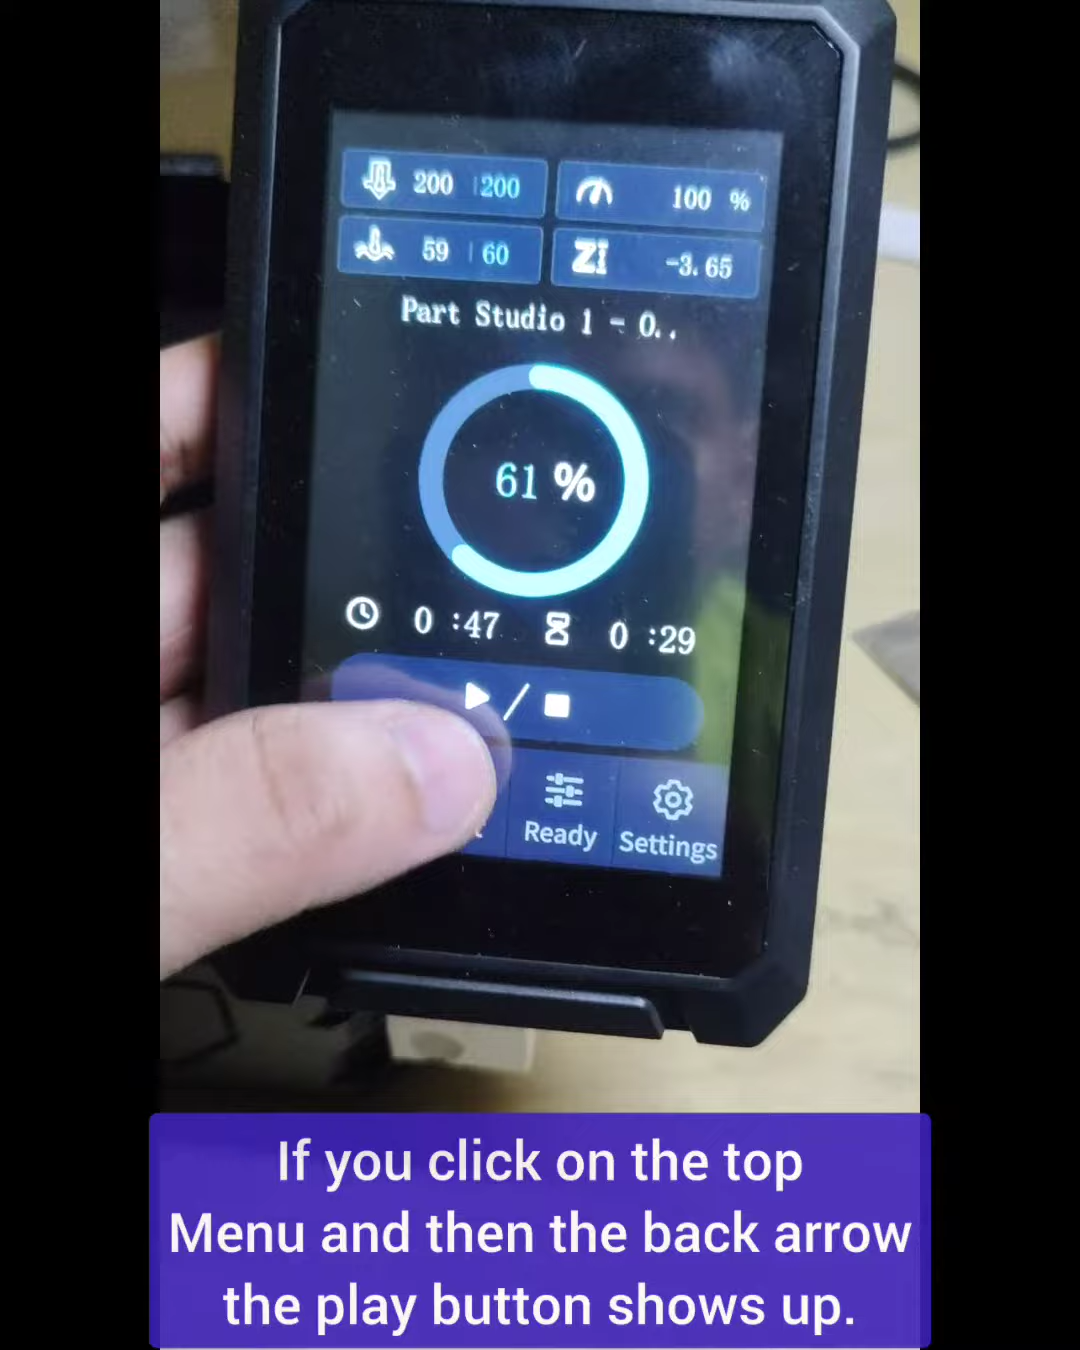 200 | 200
100 %
59 | 60
-3.65
Part Studio 1 - 0..
61 %
0 :47
0 :29
Ready
Settings
If you click on the top
Menu and then the back arrow
the play button shows up.